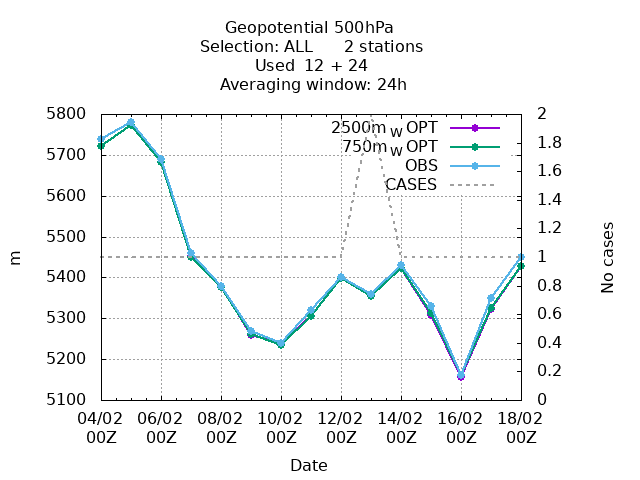 Geopotential 500hPa
Selection: ALL      2 stations
Used  12 + 24
Averaging window: 24h
5800
5700
5600
5500
5400
5300
5200
5100
m
2500m w OPT
750m w OPT
OBS
CASES
2
1.8
1.6
1.4
1.2
1
0.8
0.6
0.4
0.2
0
No cases
04/02 06/02 08/02 10/02 12/02 14/02 16/02 18/02
00Z 00Z 00Z 00Z 00Z 00Z 00Z 00Z
Date